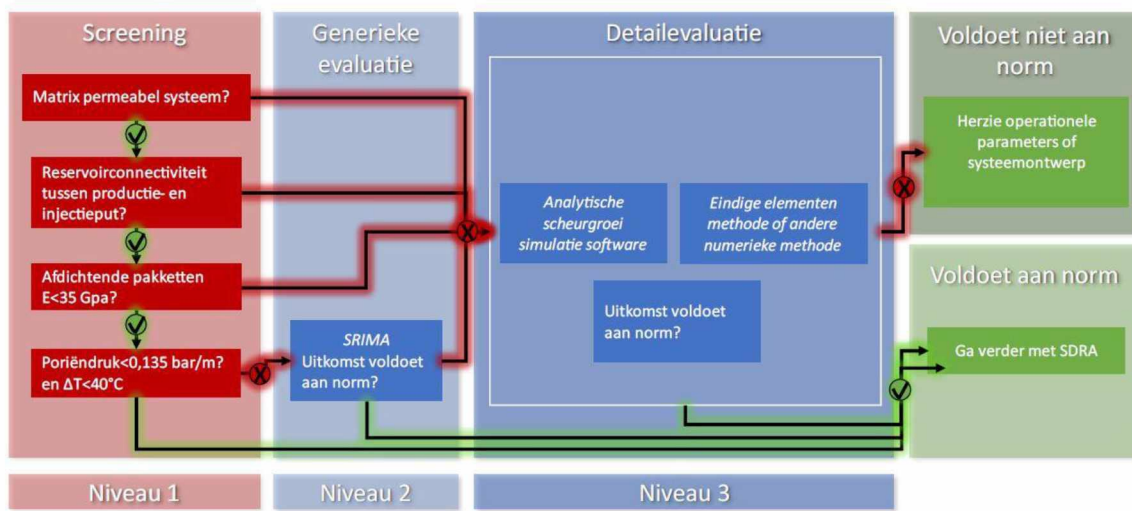 Screening
Matrix permeabel systeem?
Reservoirconnectiviteit
tussen productie- en
injectieput?
Afdichtende pakketten
E<35 Gpa?
Poriëndruk<0,135 bar/m?
en ΔT<40°C
Niveau 1
Generieke
evaluatie
SRIMA
Uitkomst voldoet
aan norm?
Niveau 2
Detailevaluatie
Analytische
scheurgroei
simulatie software
Eindige elementen
methode of andere
numerieke methode
Uitkomst voldoet
aan norm?
Niveau 3
Voldoet niet aan
norm
Herzie operationele
parameters of
systeemontwerp
Voldoet aan norm
Ga verder met SDRA